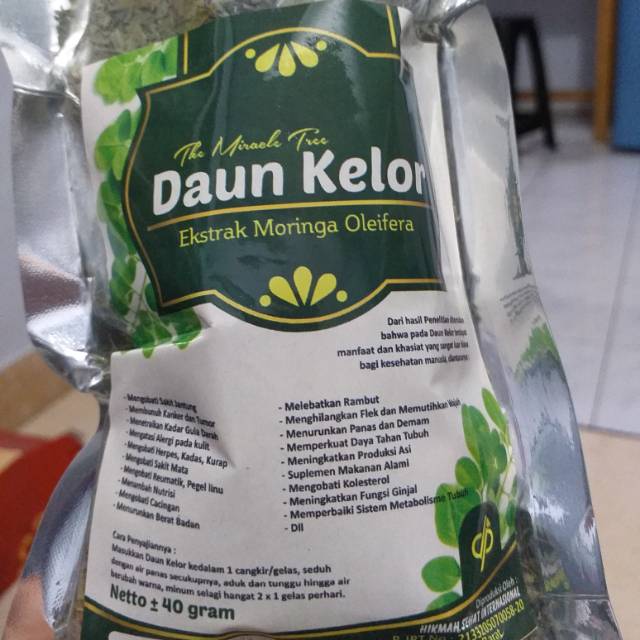 The Miracle Tree
Daun Kelor
Ekstrak Moringa Oleifera
Dari hasil Penelitian
bahwa pada Daun Kelor
manfaat dan khasiat yang
bagi kesehatan manusia,
- Mengobati Sakit Jantung
- Membunuh Kanker dan Tumor
- Menetralkan Kadar Gula Darah
- Mengatasi Alergi pada kulit
- Mengobati Herpes, Kadas, Kurap
- Mengobati Sakit Mata
- Mengobati Reumatik, Pegel linu
- Menambah Nutrisi
- Mengobati Cacingan
- Menurunkan Berat Badan
- Melebatkan Rambut
- Menghilangkan Flek dan Memutihkan Wajah
- Menurunkan Panas dan Demam
- Memperkuat Daya Tahan Tubuh
- Meningkatkan Produksi Asi
- Suplemen Makanan Alami
- Mengobati Kolesterol
- Meningkatkan Fungsi Ginjal
- Memperbaiki Sistem Metabolisme Tubuh
- Dll
Cara Penyajiannya :
Masukkan Daun Kelor kedalam 1 cangkir/gelas, seduh
dengan air panas secukupnya, aduk dan tunggu hingga air
berubah warna, minum selagi hangat 2 x 1 gelas perhari.
Netto ± 40 gram
Diproduksi Oleh :
HIKMAH SEHAT INTERNASIONAL